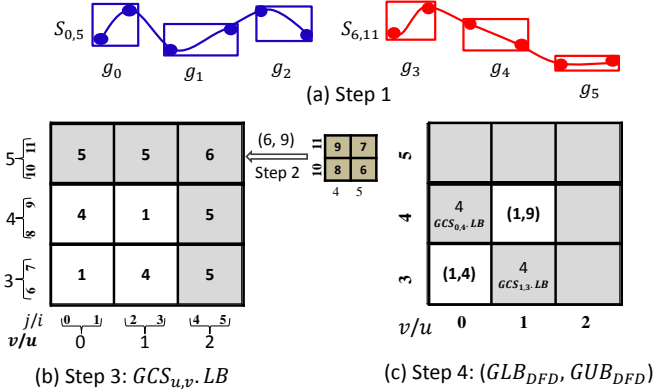 S0,5 g0 g1 g2 S6,11 g3 g4 g5
(a) Step 1
5 10 11 5 5 6
(6, 9)
Step 2
11 9 7
10 8 6
4 5
4 8 9 4 1 5
3 6 7 1 4 5
j/i 0 1 2 3 4 5
v/u 0 1 2
(b) Step 3: GCSu,v.LB
5
4 4 GCS0,4.LB (1,9)
3 (1,4) 4 GCS1,3.LB
v/u 0 1 2
(c) Step 4: (GLBDFD, GUBDFD)